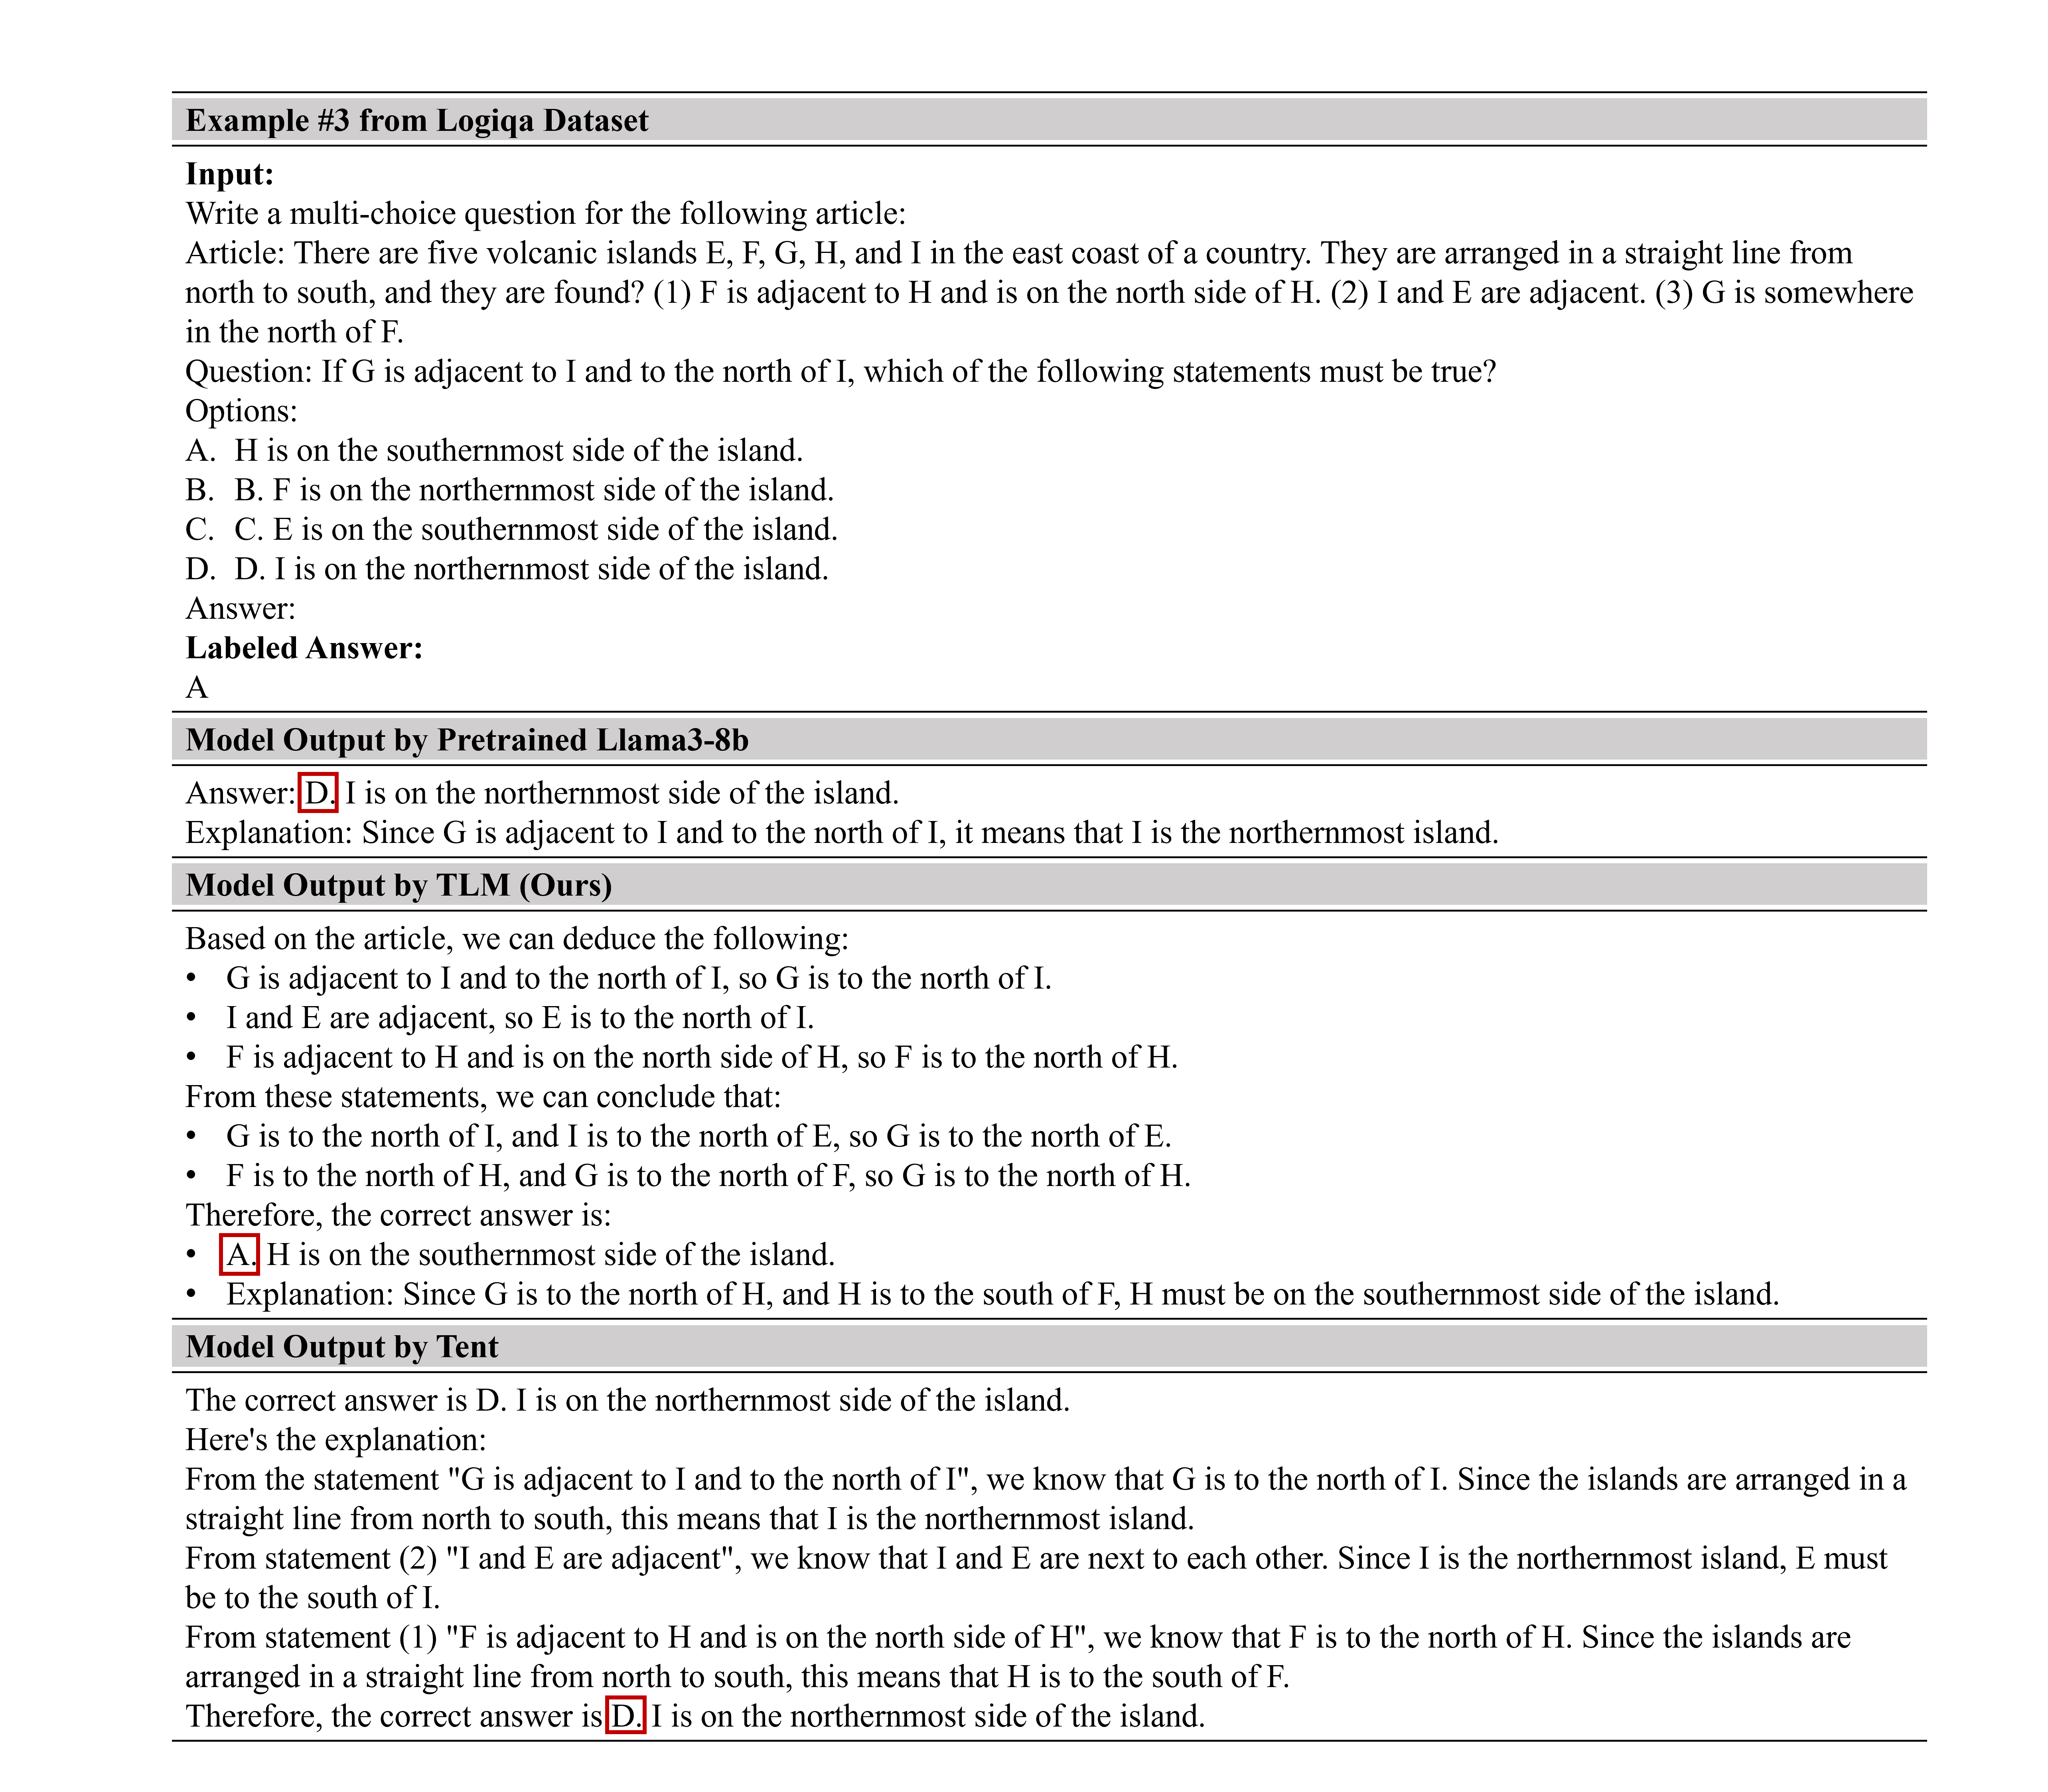 Example #3 from Logiqa Dataset
Input:
Write a multi-choice question for the following article:
Article: There are five volcanic islands E, F, G, H, and I in the east coast of a country. They are arranged in a straight line from
north to south, and they are found? (1) F is adjacent to H and is on the north side of H. (2) I and E are adjacent. (3) G is somewhere
in the north of F.
Question: If G is adjacent to I and to the north of I, which of the following statements must be true?
Options:
A. H is on the southernmost side of the island.
B. B. F is on the northernmost side of the island.
C. C. E is on the southernmost side of the island.
D. D. I is on the northernmost side of the island.
Answer:
Labeled Answer:
A
Model Output by Pretrained Llama3-8b
Answer: D. I is on the northernmost side of the island.
Explanation: Since G is adjacent to I and to the north of I, it means that I is the northernmost island.
Model Output by TLM (Ours)
Based on the article, we can deduce the following:
• G is adjacent to I and to the north of I, so G is to the north of I.
• I and E are adjacent, so E is to the north of I.
• F is adjacent to H and is on the north side of H, so F is to the north of H.
From these statements, we can conclude that:
• G is to the north of I, and I is to the north of E, so G is to the north of E.
• F is to the north of H, and G is to the north of F, so G is to the north of H.
Therefore, the correct answer is:
• A. H is on the southernmost side of the island.
• Explanation: Since G is to the north of H, and H is to the south of F, H must be on the southernmost side of the island.
Model Output by Tent
The correct answer is D. I is on the northernmost side of the island.
Here's the explanation:
From the statement "G is adjacent to I and to the north of I", we know that G is to the north of I. Since the islands are arranged in a
straight line from north to south, this means that I is the northernmost island.
From statement (2) "I and E are adjacent", we know that I and E are next to each other. Since I is the northernmost island, E must
be to the south of I.
From statement (1) "F is adjacent to H and is on the north side of H", we know that F is to the north of H. Since the islands are
arranged in a straight line from north to south, this means that H is to the south of F.
Therefore, the correct answer is D. I is on the northernmost side of the island.